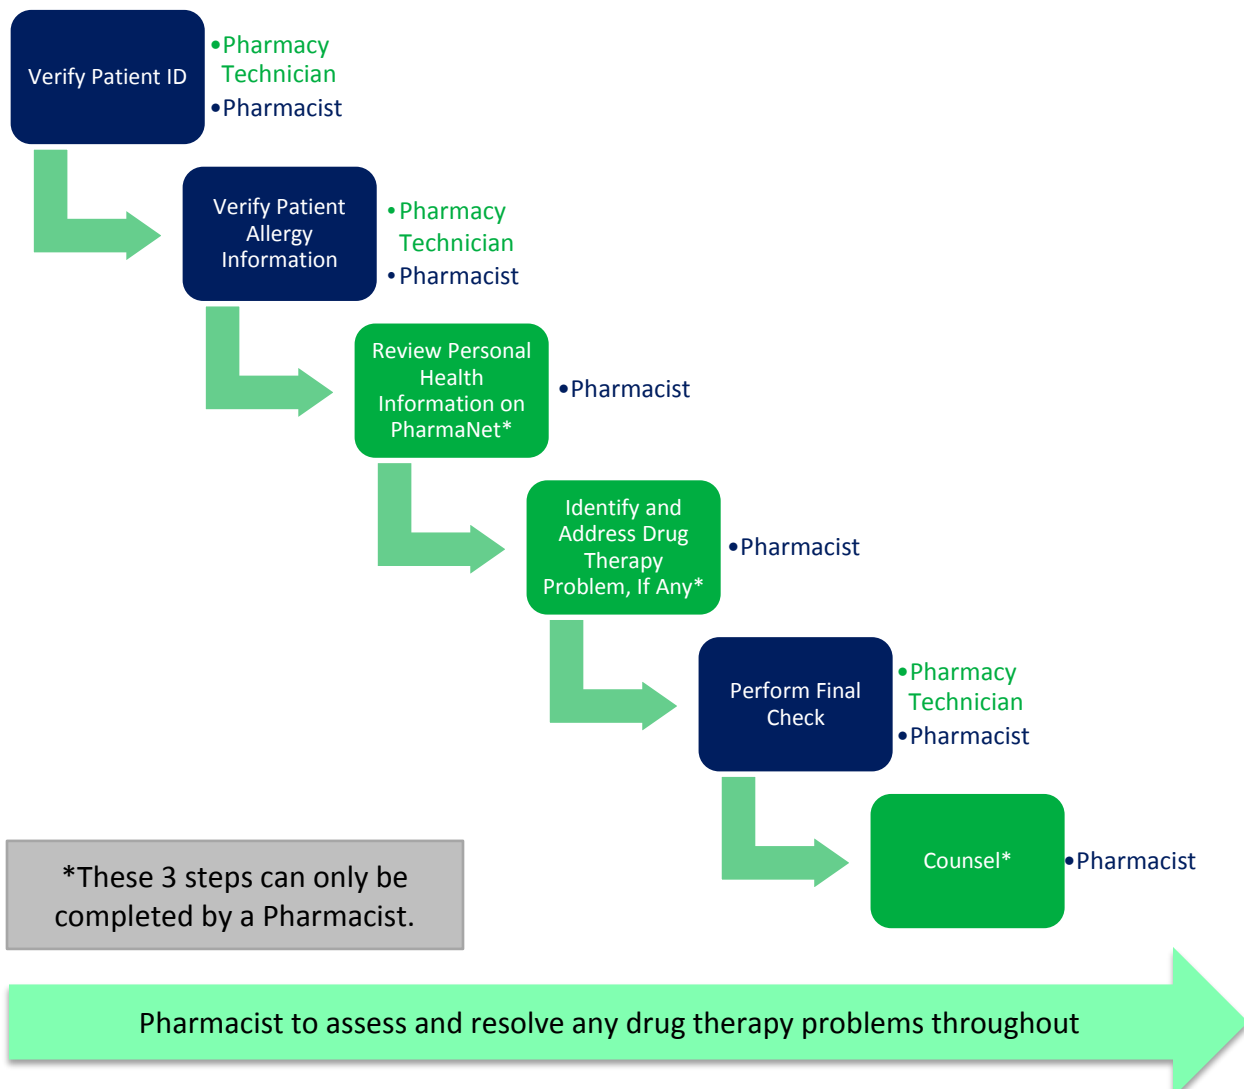 Verify Patient ID
•Pharmacy
Technician
•Pharmacist
Verify Patient
Allergy
Information
•Pharmacy
Technician
•Pharmacist
Review Personal
Health
Information on
PharmaNet*
•Pharmacist
Identify and
Address Drug
Therapy
Problem, If Any*
•Pharmacist
Perform Final
Check
•Pharmacy
Technician
•Pharmacist
Counsel*
•Pharmacist
*These 3 steps can only be
completed by a Pharmacist.
Pharmacist to assess and resolve any drug therapy problems throughout